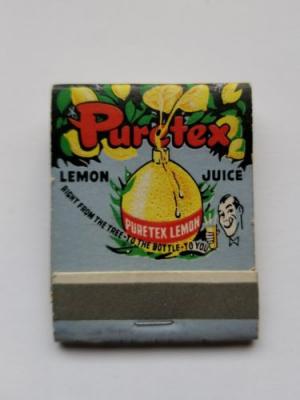 Puretex
LEMON JUICE
PURETEX LEMON
RIGHT FROM THE TREE-TO THE BOTTLE-TO YOU